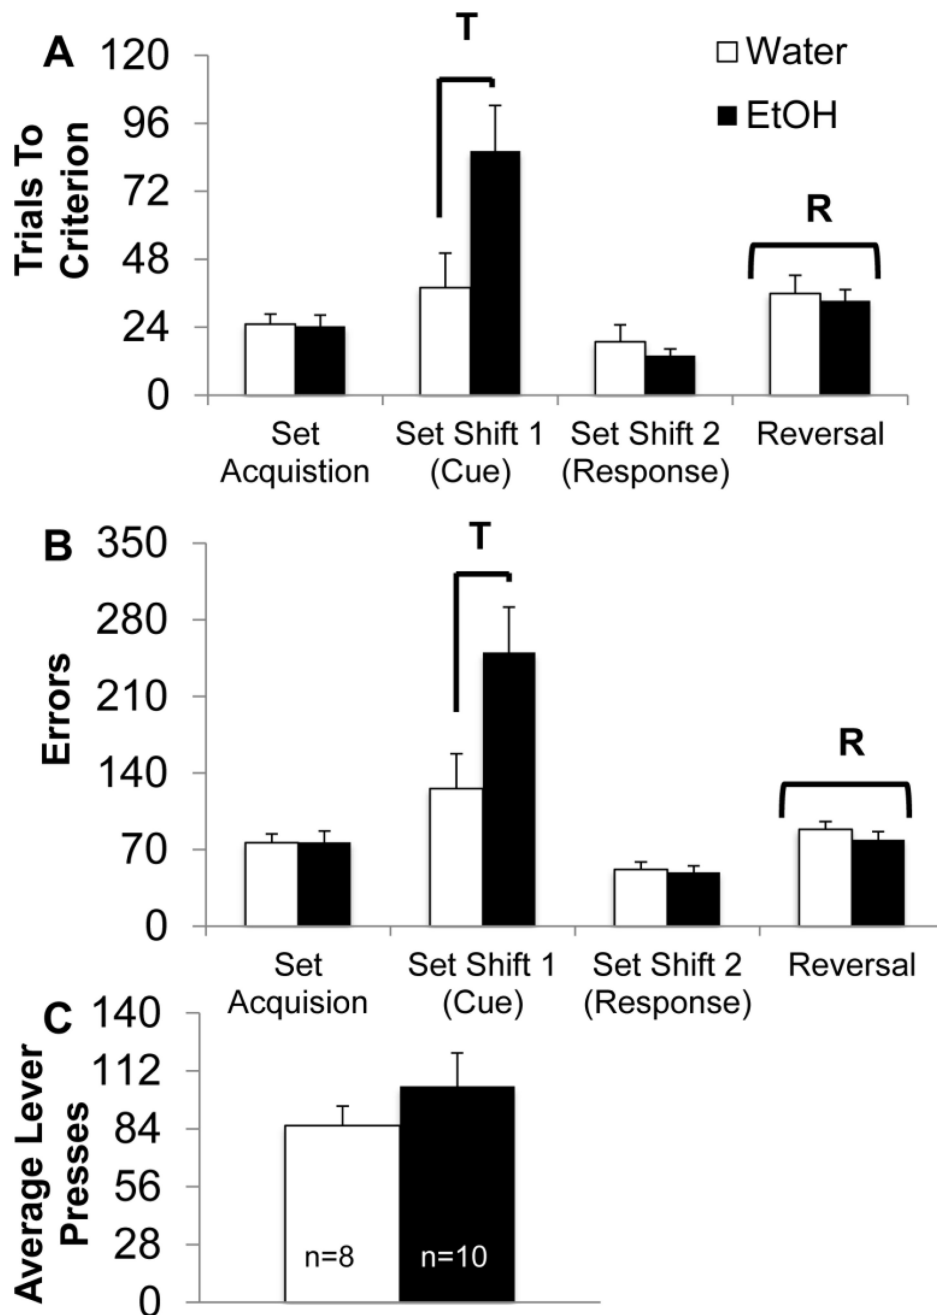 A
Trials To
Criterion
120
96
72
48
24
0
T
R
Water
EtOH
Set
Acquistion
Set Shift 1
(Cue)
Set Shift 2
(Response)
Reversal
B
Errors
350
280
210
140
70
0
T
R
Set
Acquision
Set Shift 1
(Cue)
Set Shift 2
(Response)
Reversal
C
Average Lever
Presses
140
112
84
56
28
0
n=8
n=10